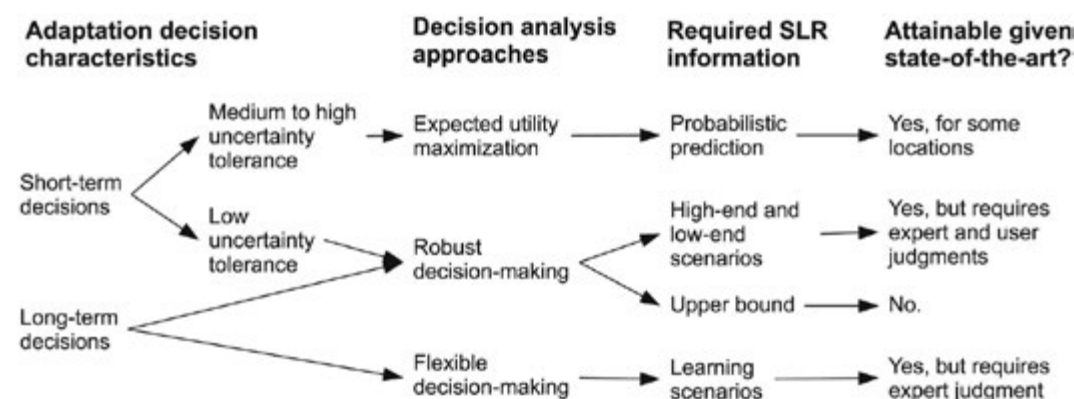 Adaptation decision
characteristics
Decision analysis
approaches
Required SLR
information
Attainable given
state-of-the-art?
Short-term
decisions
Medium to high
uncertainty
tolerance
Expected utility
maximization
Probabilistic
prediction
Yes, for some
locations
Low
uncertainty
tolerance
Robust
decision-making
High-end and
low-end
scenarios
Yes, but requires
expert and user
judgments
Upper bound
No.
Long-term
decisions
Flexible
decision-making
Learning
scenarios
Yes, but requires
expert judgment